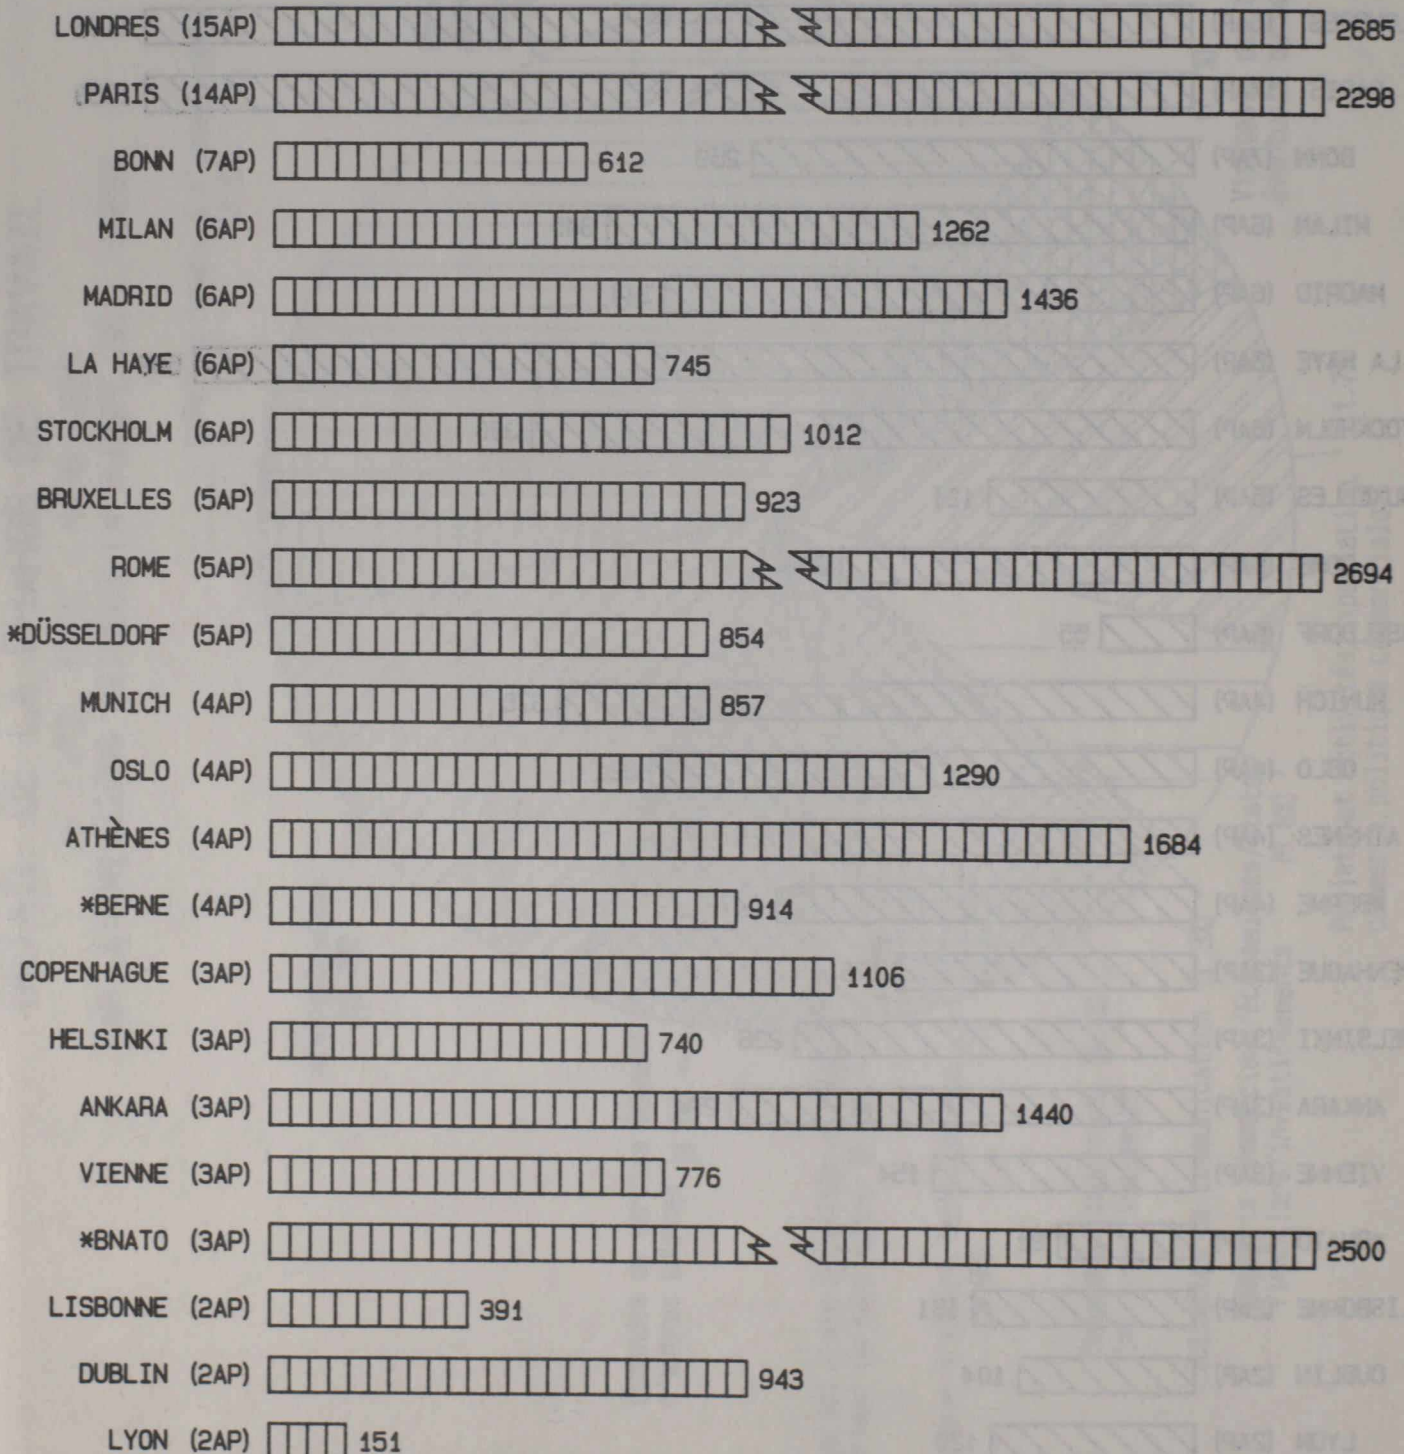 LONDRES (15AP) 2685
PARIS (14AP) 2298
BONN (7AP) 612
MILAN (6AP) 1262
MADRID (6AP) 1436
LA HAYE (6AP) 745
STOCKHOLM (6AP) 1012
BRUXELLES (5AP) 923
ROME (5AP) 2694
*DÜSSELDORF (5AP) 854
MUNICH (4AP) 857
OSLO (4AP) 1290
ATHÈNES (4AP) 1684
*BERNE (4AP) 914
COPENHAGUE (3AP) 1106
HELSINKI (3AP) 740
ANKARA (3AP) 1440
VIENNE (3AP) 776
*BNATO (3AP) 2500
LISBONNE (2AP) 391
DUBLIN (2AP) 943
LYON (2AP) 151